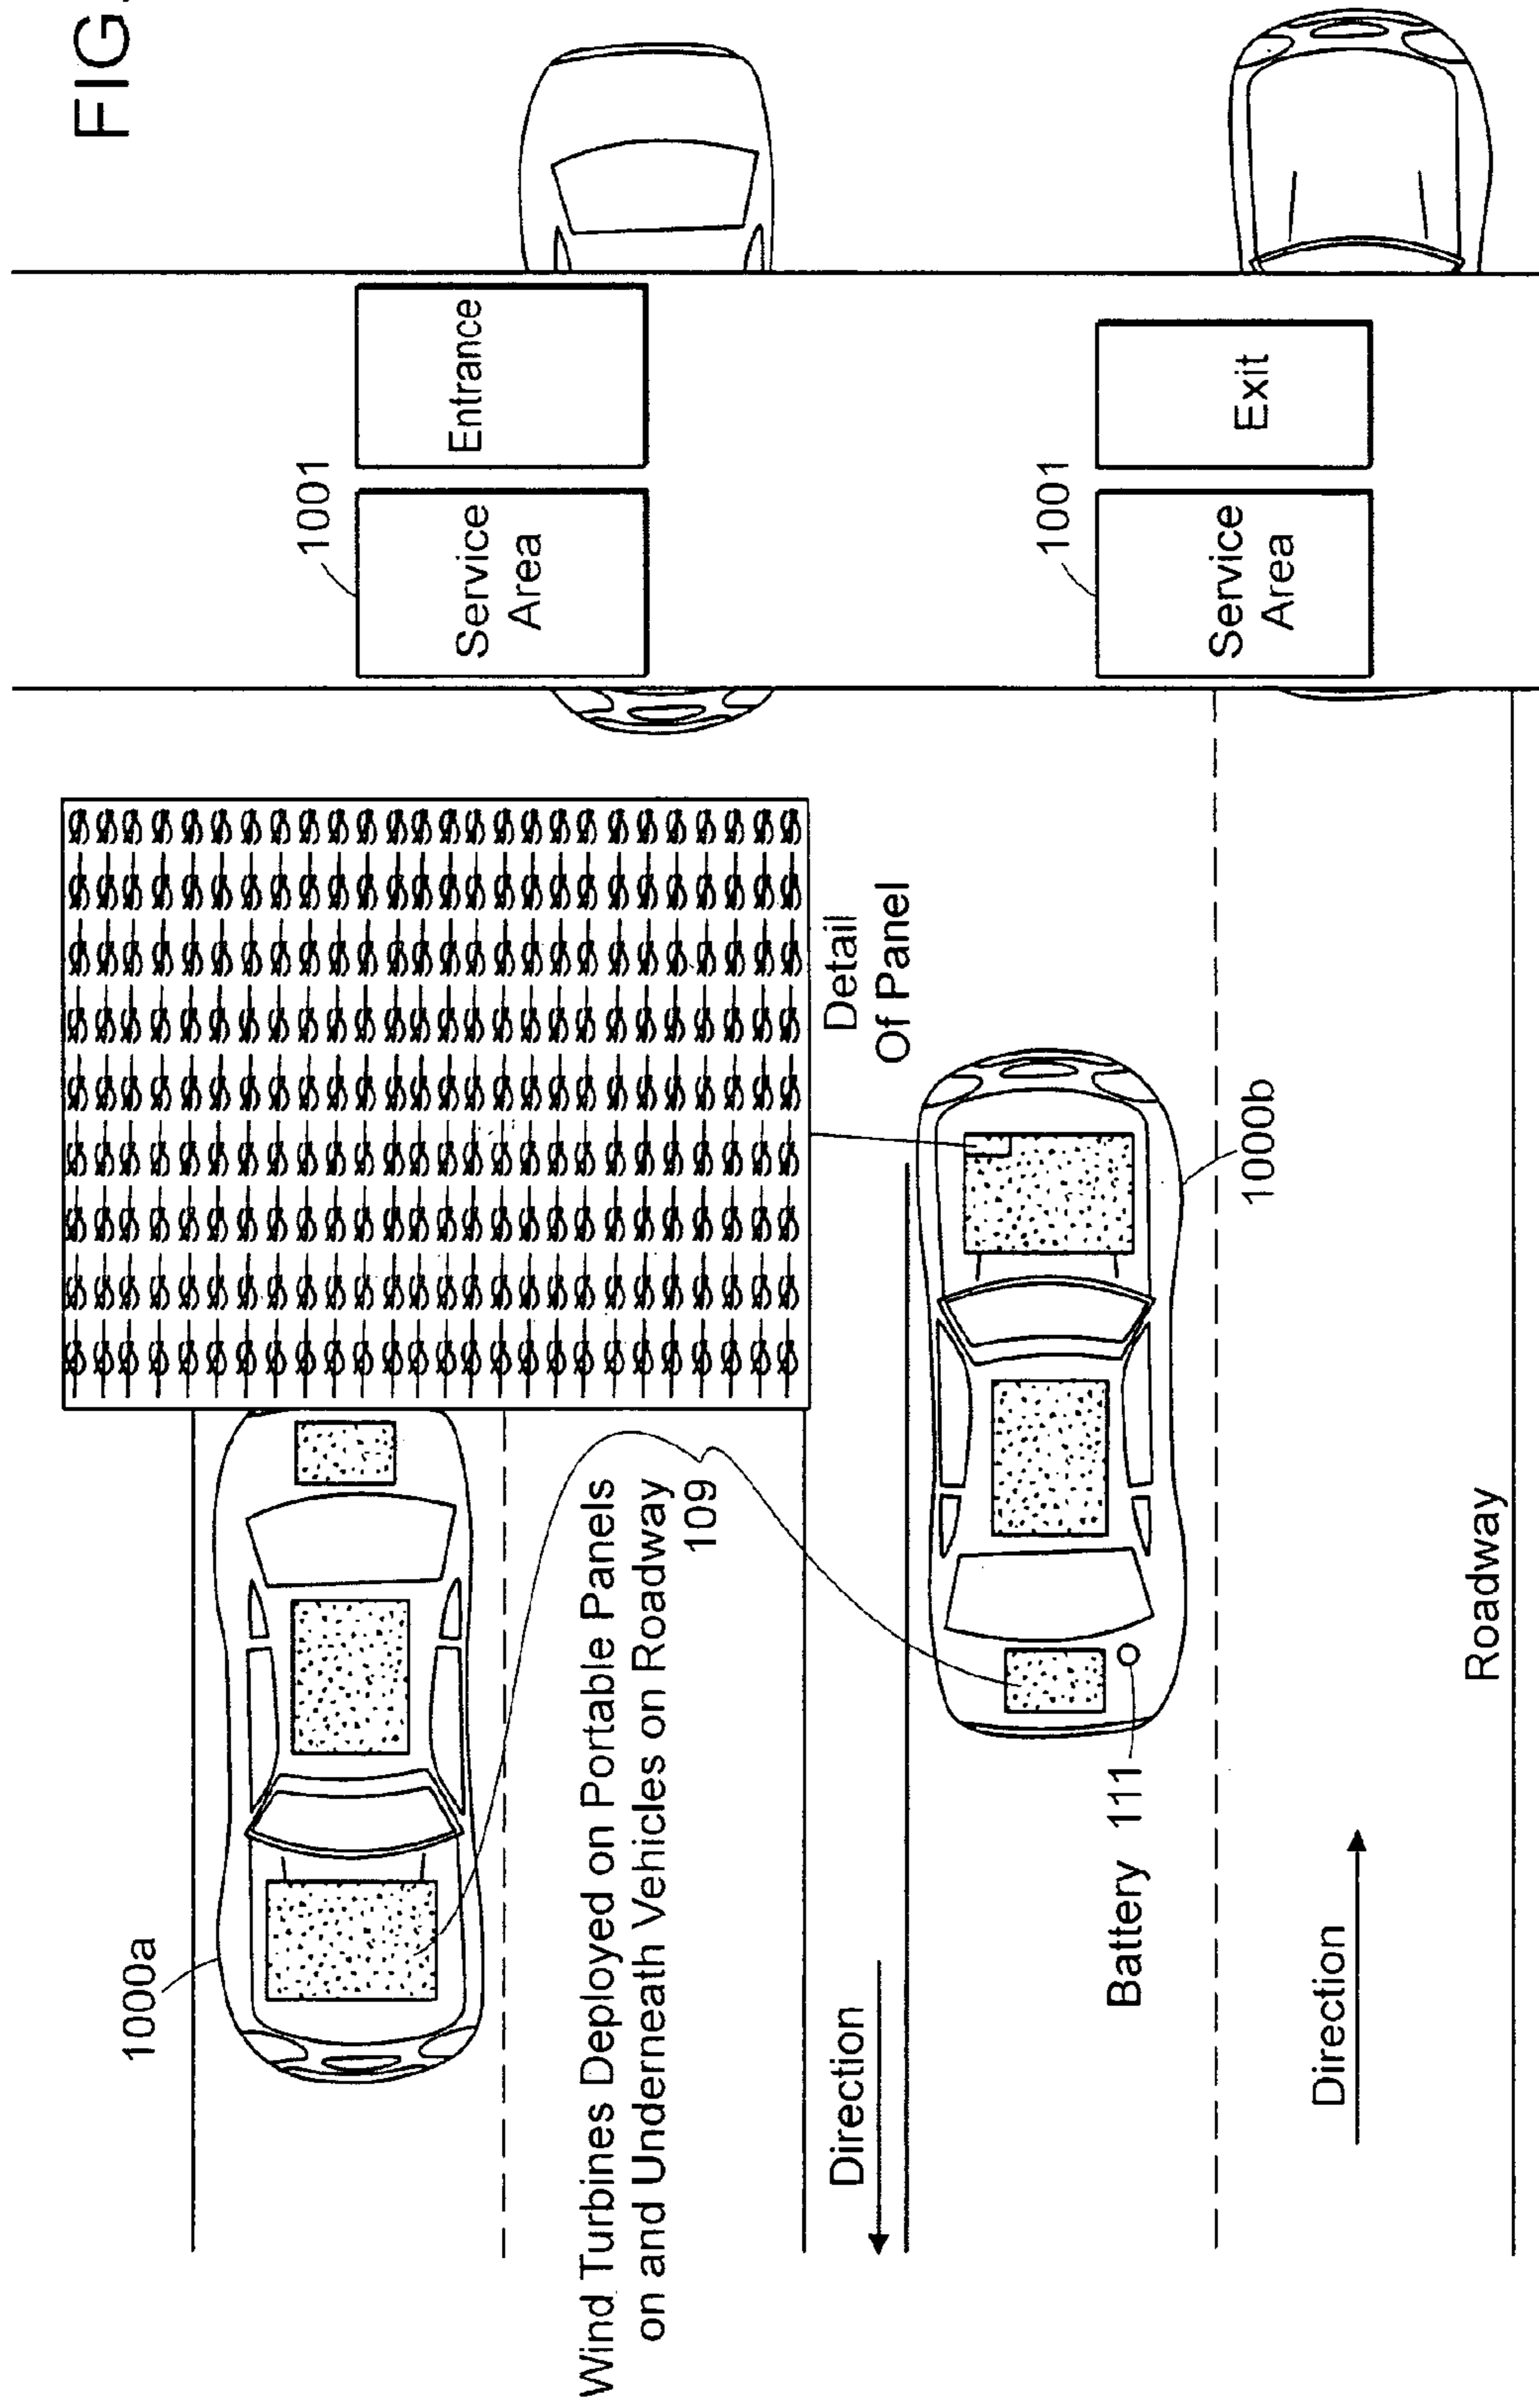 FIG.
1000a
Wind Turbines Deployed on Portable Panels
on and Underneath Vehicles on Roadway
109
Detail
Of Panel
1001
Service
Area
Entrance
Direction
Battery 111
1000b
1001
Service
Area
Exit
Direction
Roadway